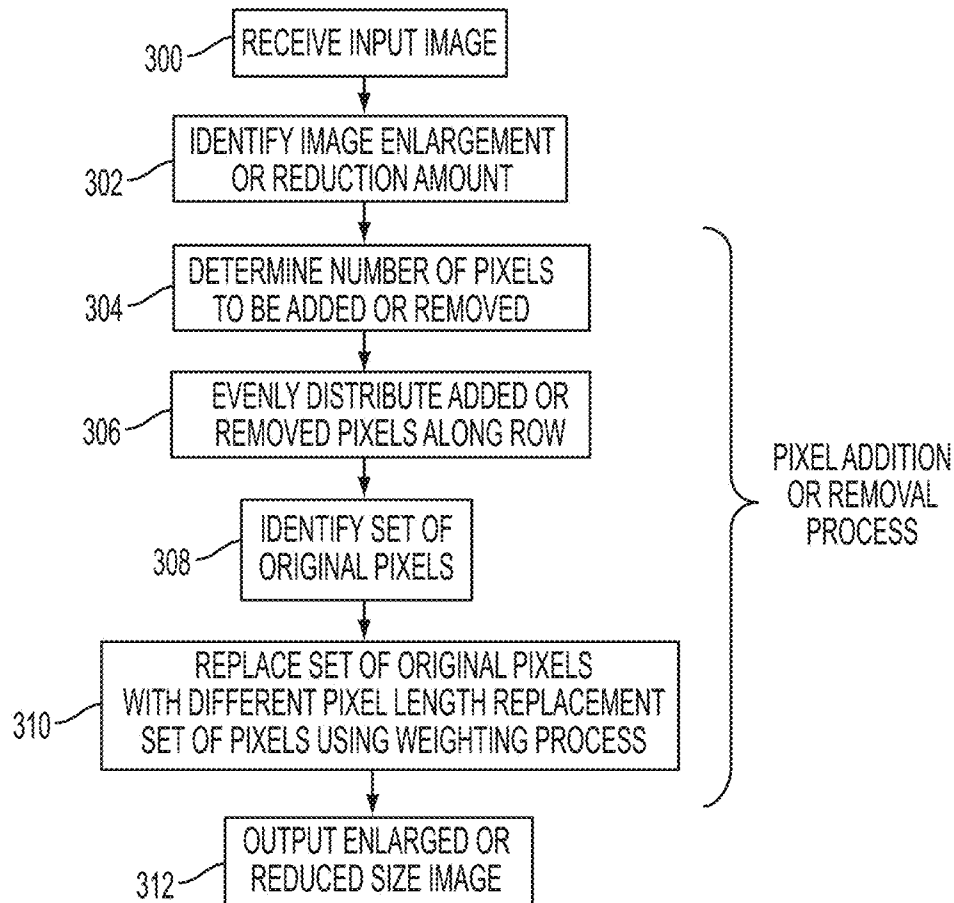 300
RECEIVE INPUT IMAGE
302
IDENTIFY IMAGE ENLARGEMENT
OR REDUCTION AMOUNT
304
DETERMINE NUMBER OF PIXELS
TO BE ADDED OR REMOVED
306
EVENLY DISTRIBUTE ADDED OR
REMOVED PIXELS ALONG ROW
308
IDENTIFY SET OF
ORIGINAL PIXELS
310
REPLACE SET OF ORIGINAL PIXELS
WITH DIFFERENT PIXEL LENGTH REPLACEMENT
SET OF PIXELS USING WEIGHTING PROCESS
312
OUTPUT ENLARGED OR
REDUCED SIZE IMAGE
PIXEL ADDITION
OR REMOVAL
PROCESS